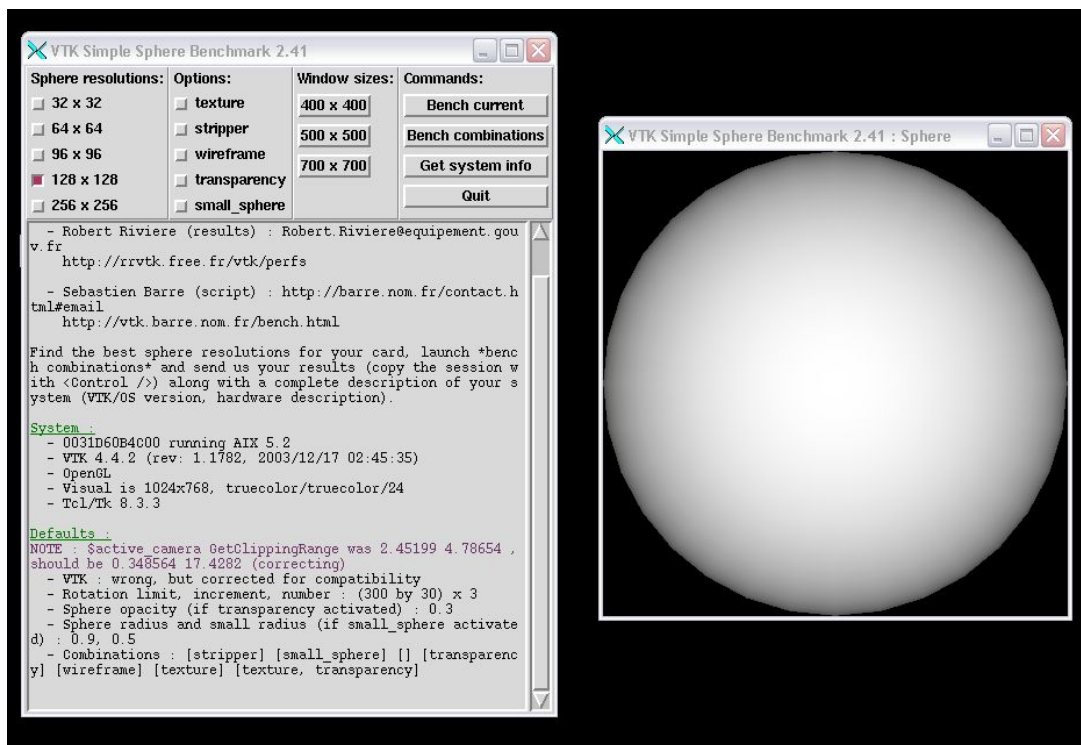 VTK Simple Sphere Benchmark 2.41
Sphere resolutions:
32 x 32
64 x 64
96 x 96
128 x 128
256 x 256
Options:
texture
stripper
wireframe
transparency
small_sphere
Window sizes:
400 x 400
500 x 500
700 x 700
Commands:
Bench current
Bench combinations
Get system info
Quit
- Robert Riviere (results) : Robert.Riviere@equipement.gou
v.fr
http://rrvtk.free.fr/vtk/perfs
- Sebastien Barre (script) : http://barre.nom.fr/contact.h
tml#email
http://vtk.barre.nom.fr/bench.html
Find the best sphere resolutions for your card, launch *benc
h combinations* and send us your results (copy the session w
ith <Control />) along with a complete description of your s
ystem (VTK/OS version, hardware description).
System :
- 0031D60B4C00 running AIX 5.2
- VTK 4.4.2 (rev: 1.1782, 2003/12/17 02:45:35)
- OpenGL
- Visual is 1024x768, truecolor/truecolor/24
- Tcl/Tk 8.3.3
Defaults :
NOTE : $active_camera GetClippingRange was 2.45199 4.78654 ,
should be 0.348564 17.4282 (correcting)
- VTK : wrong, but corrected for compatibility
- Rotation limit, increment, number : (300 by 30) x 3
- Sphere opacity (if transparency activated) : 0.3
- Sphere radius and small radius (if small_sphere activate
d) : 0.9, 0.5
- Combinations : [stripper] [small_sphere] [] [transparenc
y] [wireframe] [texture] [texture, transparency]
VTK Simple Sphere Benchmark 2.41 : Sphere